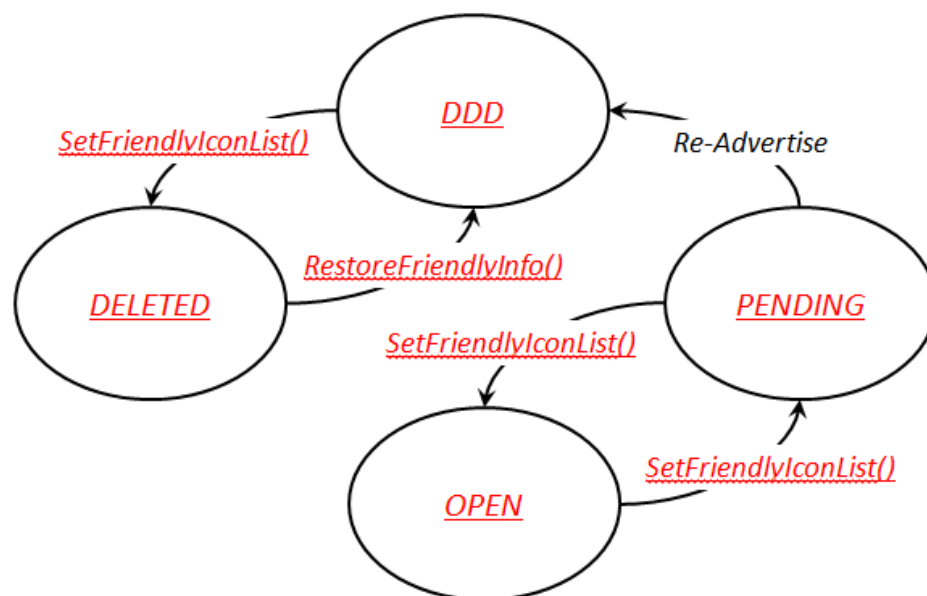 DDD
SetFriendlyIconList()
Re-Advertise
RestoreFriendlyInfo()
DELETED
PENDING
SetFriendlyIconList()
SetFriendlyIconList()
OPEN